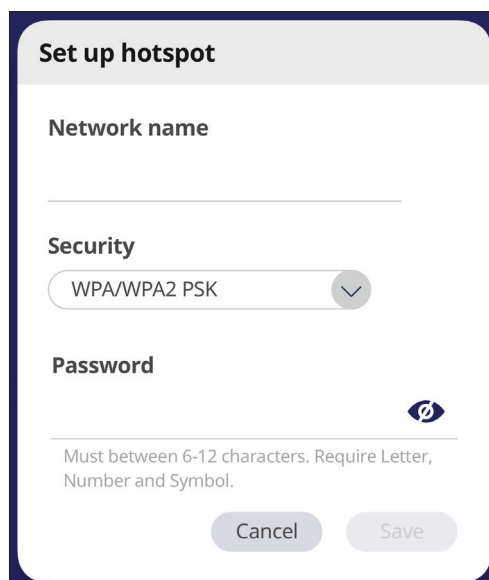 Set up hotspot
Network name
Security
WPA/WPA2 PSK
Password
Must between 6-12 characters. Require Letter,
Number and Symbol.
Cancel Save